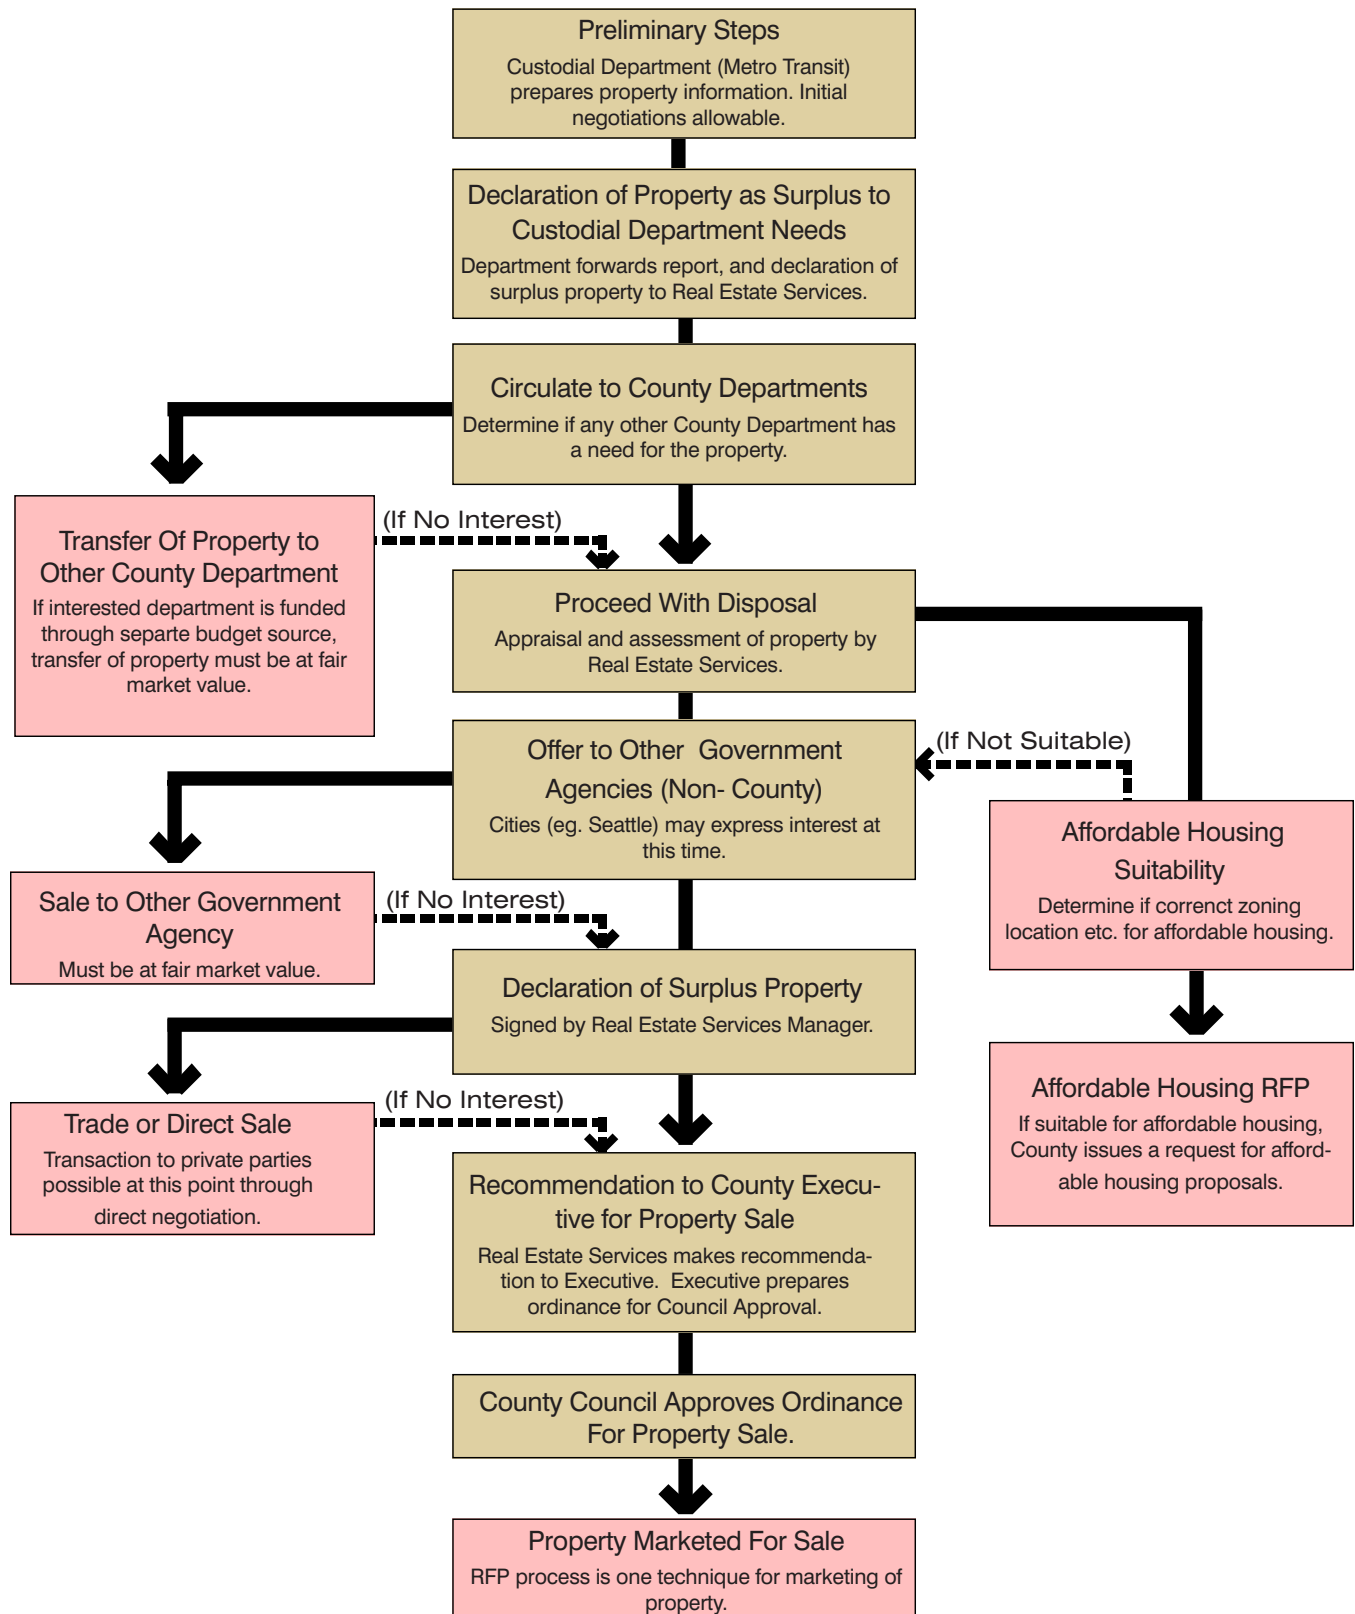 Preliminary Steps
Custodial Department (Metro Transit)
prepares property information. Initial
negotiations allowable.
Declaration of Property as Surplus to
Custodial Department Needs
Department forwards report, and declaration of
surplus property to Real Estate Services.
Circulate to County Departments
Determine if any other County Department has
a need for the property.
(If No Interest)
Transfer Of Property to
Other County Department
If interested department is funded
through separte budget source,
transfer of property must be at fair
market value.
Proceed With Disposal
Appraisal and assessment of property by
Real Estate Services.
Offer to Other Government
Agencies (Non- County)
Cities (eg. Seattle) may express interest at
this time.
(If Not Suitable)
Affordable Housing
Suitability
Determine if correnct zoning
location etc. for affordable housing.
Sale to Other Government
Agency
Must be at fair market value.
(If No Interest)
Declaration of Surplus Property
Signed by Real Estate Services Manager.
Affordable Housing RFP
If suitable for affordable housing,
County issues a request for afford-
able housing proposals.
Trade or Direct Sale
Transaction to private parties
possible at this point through
direct negotiation.
(If No Interest)
Recommendation to County Execu-
tive for Property Sale
Real Estate Services makes recommenda-
tion to Executive. Executive prepares
ordinance for Council Approval.
County Council Approves Ordinance
For Property Sale.
Property Marketed For Sale
RFP process is one technique for marketing of
property.